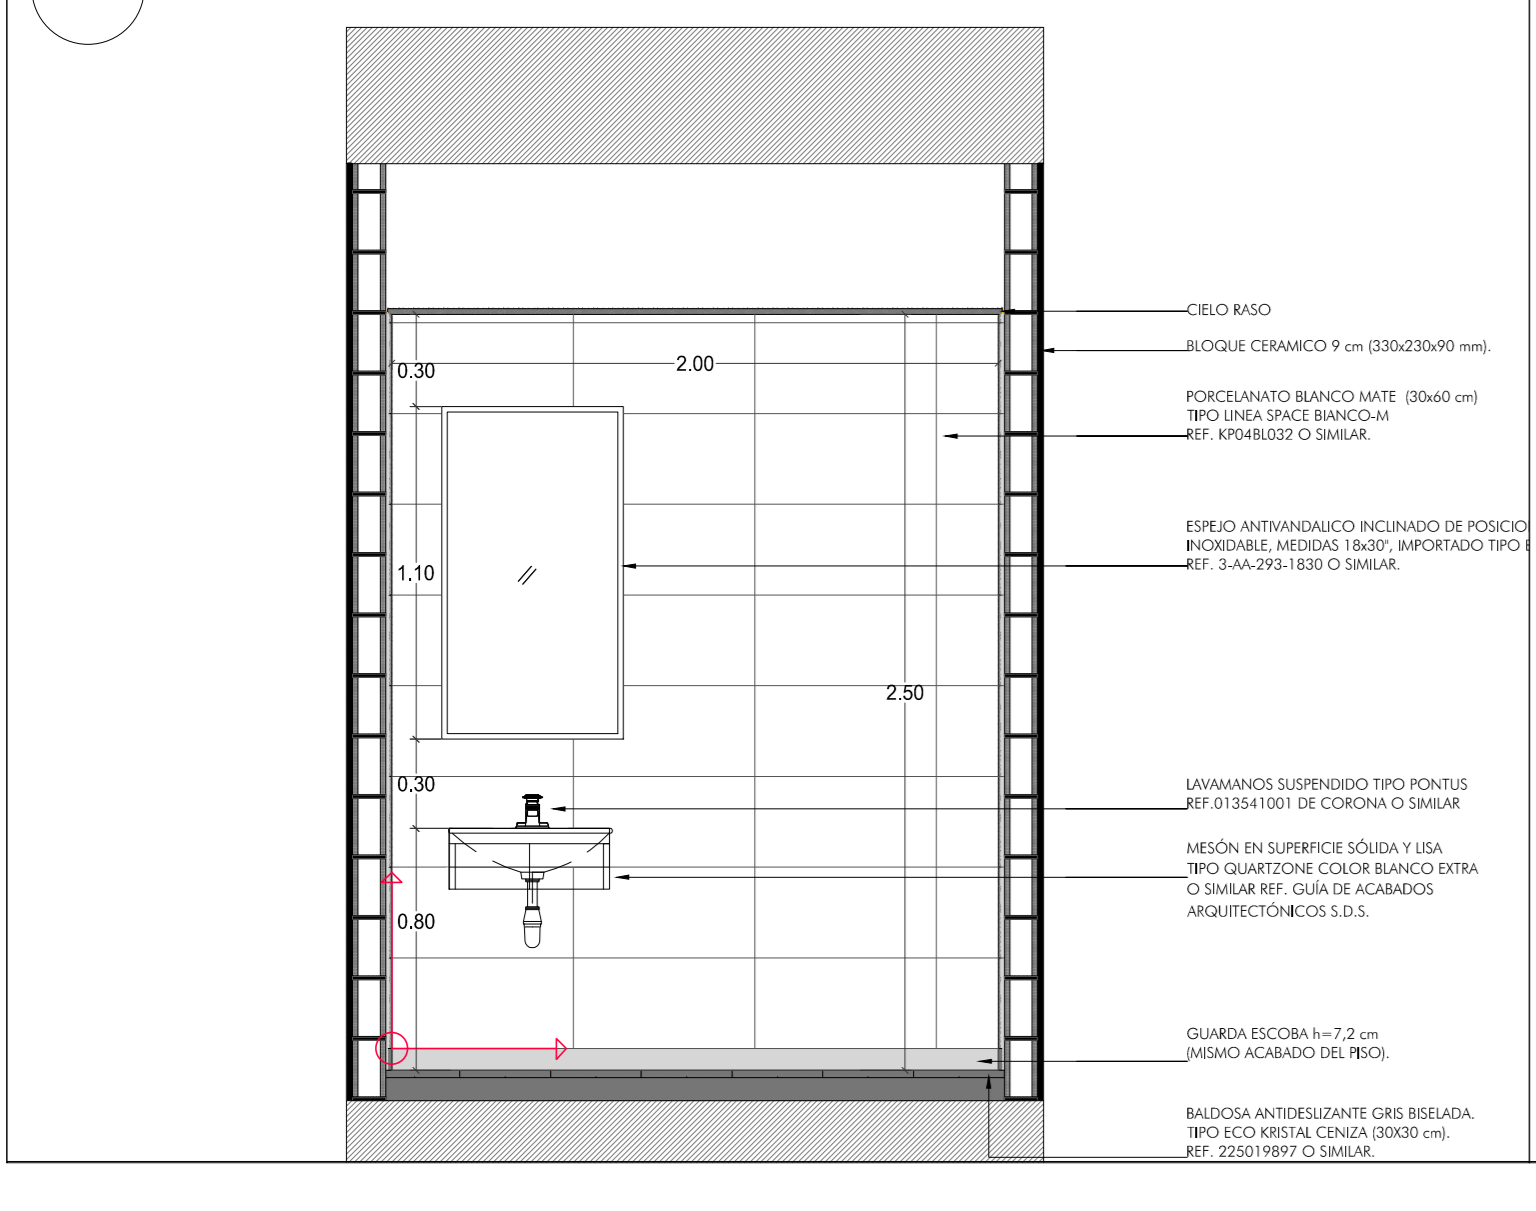 CIELO RASO
BLOQUE CERAMICO 9 cm (330x230x90 mm).
2.00
0.30
PORCELANATO BLANCO MATE (30x60 cm)
TIPO LINEA SPACE BIANCO-M
REF. KP04BL032 O SIMILAR.
ESPEJO ANTIVANDALICO INCLINADO DE POSICIO
INOXIDABLE, MEDIDAS 18x30", IMPORTADO TIPO
REF. 3-AA-293-1830 O SIMILAR.
1.10
2.50
0.30
LAVAMANOS SUSPENDIDO TIPO PONTUS
REF.013541001 DE CORONA O SIMILAR
MESÓN EN SUPERFICIE SÓLIDA Y LISA
TIPO QUARTZONE COLOR BLANCO EXTRA
O SIMILAR REF. GUÍA DE ACABADOS
ARQUITECTÓNICOS S.D.S.
0.80
GUARDA ESCOBA h=7,2 cm
(MISMO ACABADO DEL PISO).
BALDOSA ANTIDESLIZANTE GRIS BISELADA.
TIPO ECO KRISTAL CENIZA (30X30 cm).
REF. 225019897 O SIMILAR.